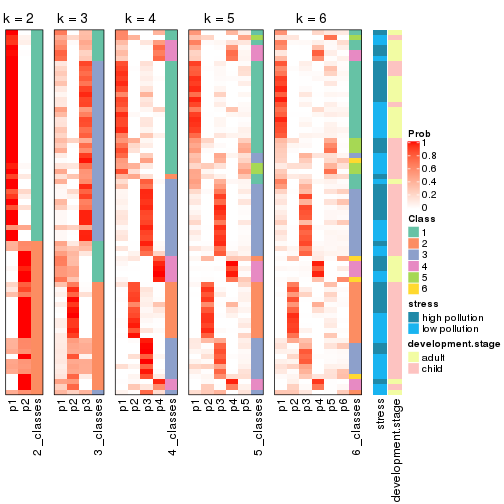 k = 2
k = 3
k = 4
k = 5
k = 6
p1
p2
2_classes
p1
p2
p3
3_classes
p1
p2
p3
p4
4_classes
p1
p2
p3
p4
p5
5_classes
p1
p2
p3
p4
p5
p6
6_classes
stress
development.stage
Prob
1
0.8
0.6
0.4
0.2
0
Class
1
2
3
4
5
6
stress
high pollution
low pollution
development.stage
adult
child